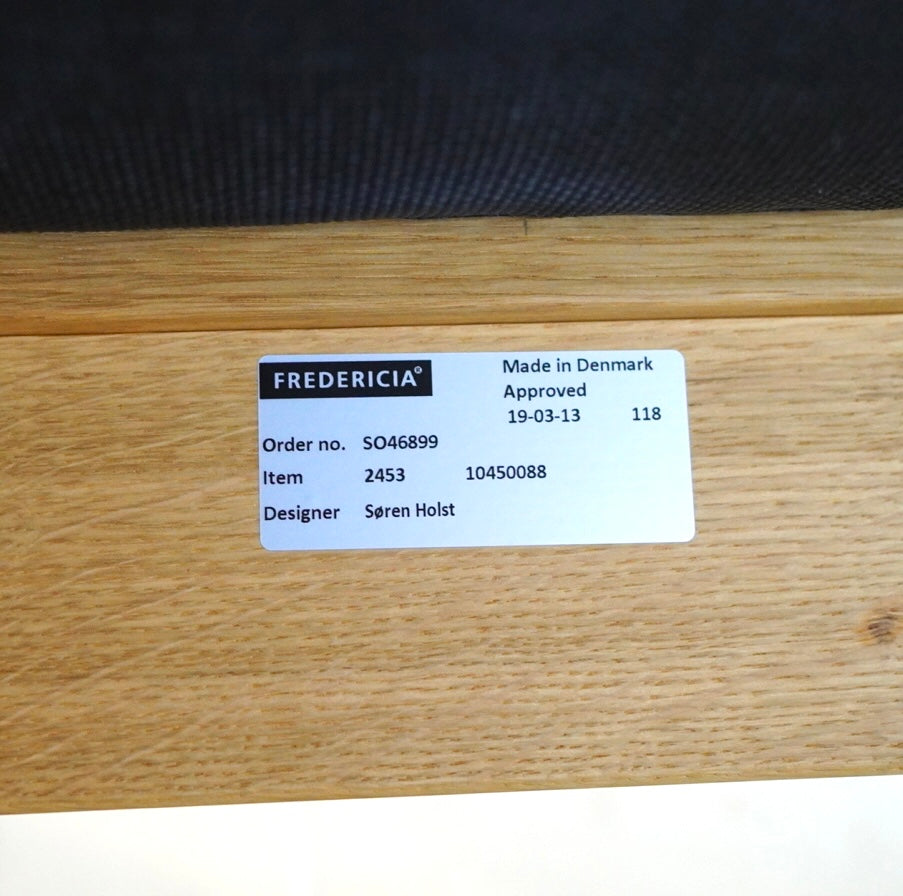 FREDERICIA®
Made in Denmark
Approved
19-03-13 118
Order no. SO46899
Item 2453 10450088
Designer Søren Holst